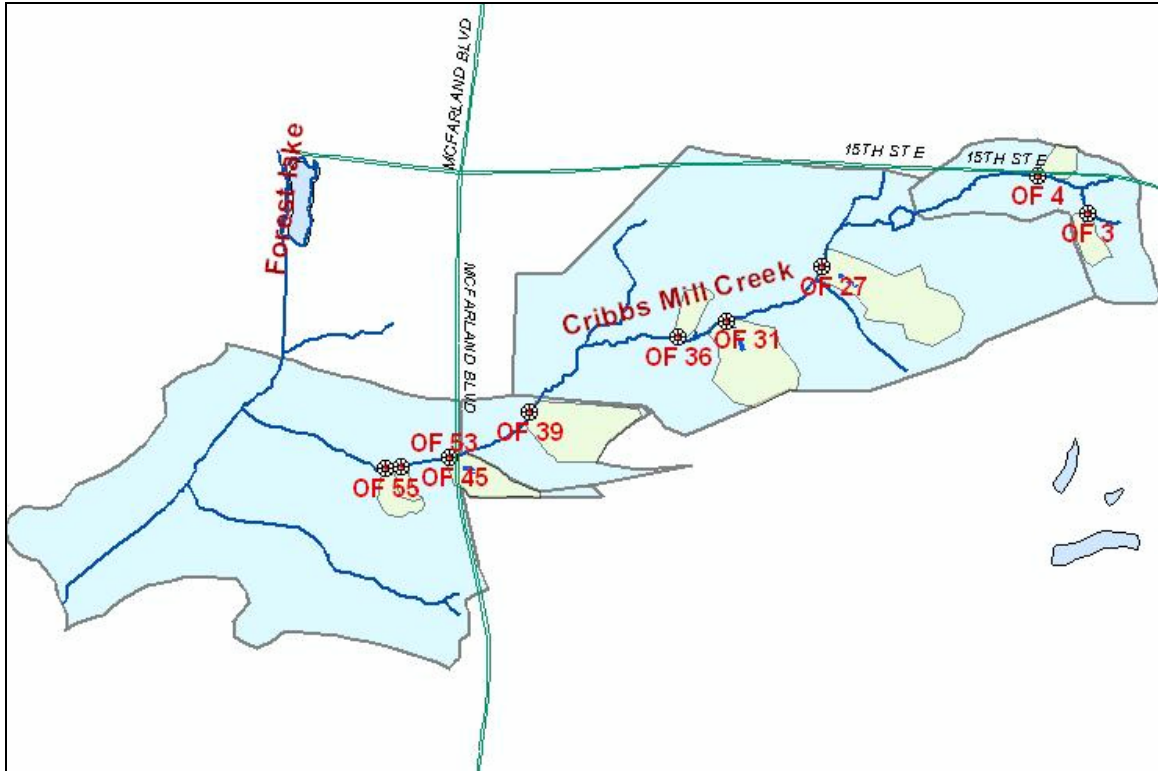 MCFARLAND BLVD
Forest lake
15TH ST E
15TH ST E
OF 4
OF 3
MCFARLAND BLVD
Cribbs Mill Creek
OF 27
OF 31
OF 36
OF 39
OF 53
OF 45
OF 55